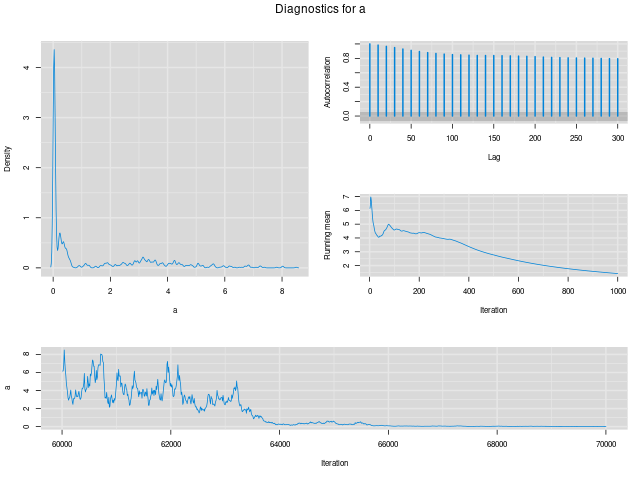 Diagnostics for a
Density
0 1 2 3 4
0 2 4 6 8
a
Autocorrelation
0.0 0.4 0.8
0 50 100 150 200 250 300
Lag
Running mean
2 3 4 5 6 7
0 200 400 600 800 1000
Iteration
a
0 2 4 6 8
60000 62000 64000 66000 68000 70000
Iteration